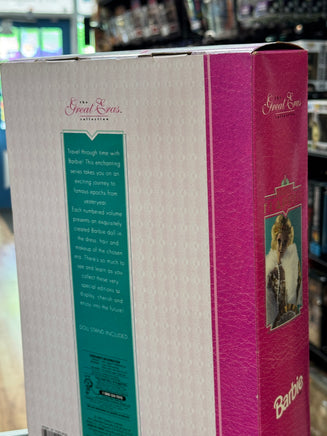 the
Great Eras
collection
Travel through time with
Barbie! This enchanting
series takes you on an
exciting journey to
famous epochs from
yesteryear.
Each numbered volume
presents an exquisitely
created Barbie doll in
the dress, hair and
makeup of the chosen
era. There's so much to
see and learn as you
collect these very
special editions to
display, cherish and
enjoy into the future!
DOLL STAND INCLUDED.
the
Great Eras
collection
Barbie
Barbie